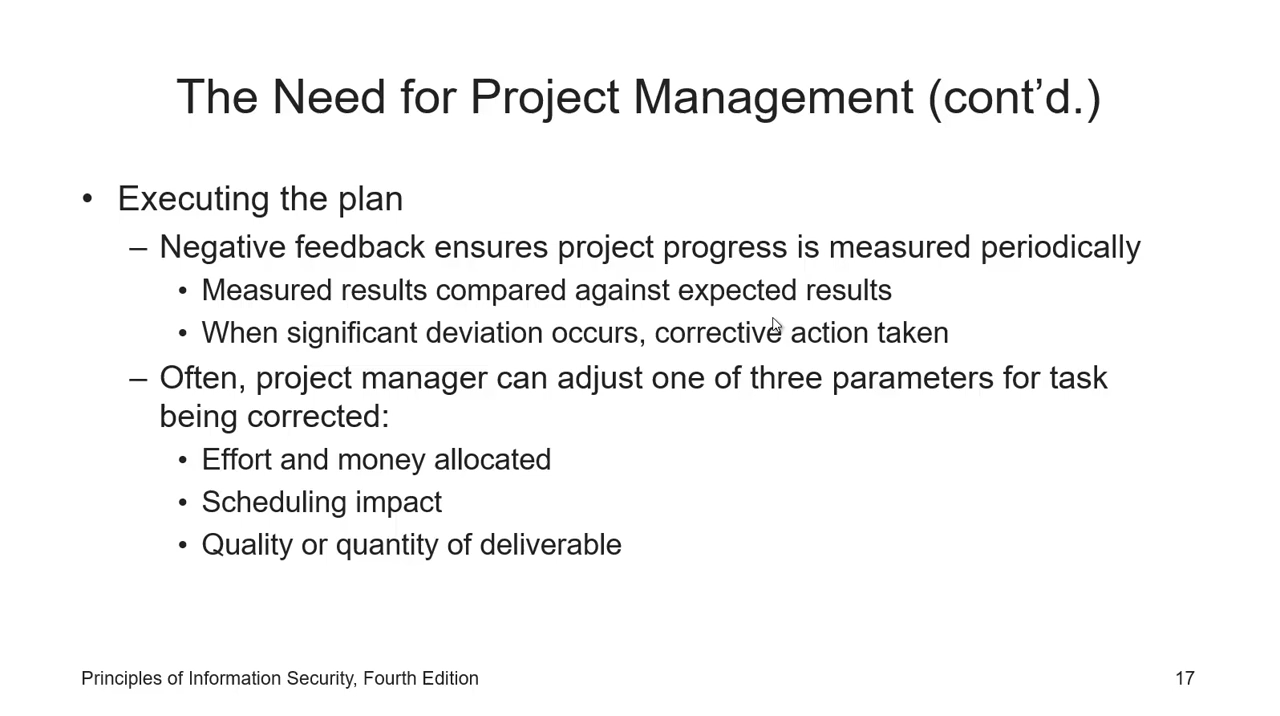 The Need for Project Management (cont’d.)
• Executing the plan
– Negative feedback ensures project progress is measured periodically
• Measured results compared against expected results
• When significant deviation occurs, corrective action taken
– Often, project manager can adjust one of three parameters for task
being corrected:
• Effort and money allocated
• Scheduling impact
• Quality or quantity of deliverable
Principles of Information Security, Fourth Edition 17